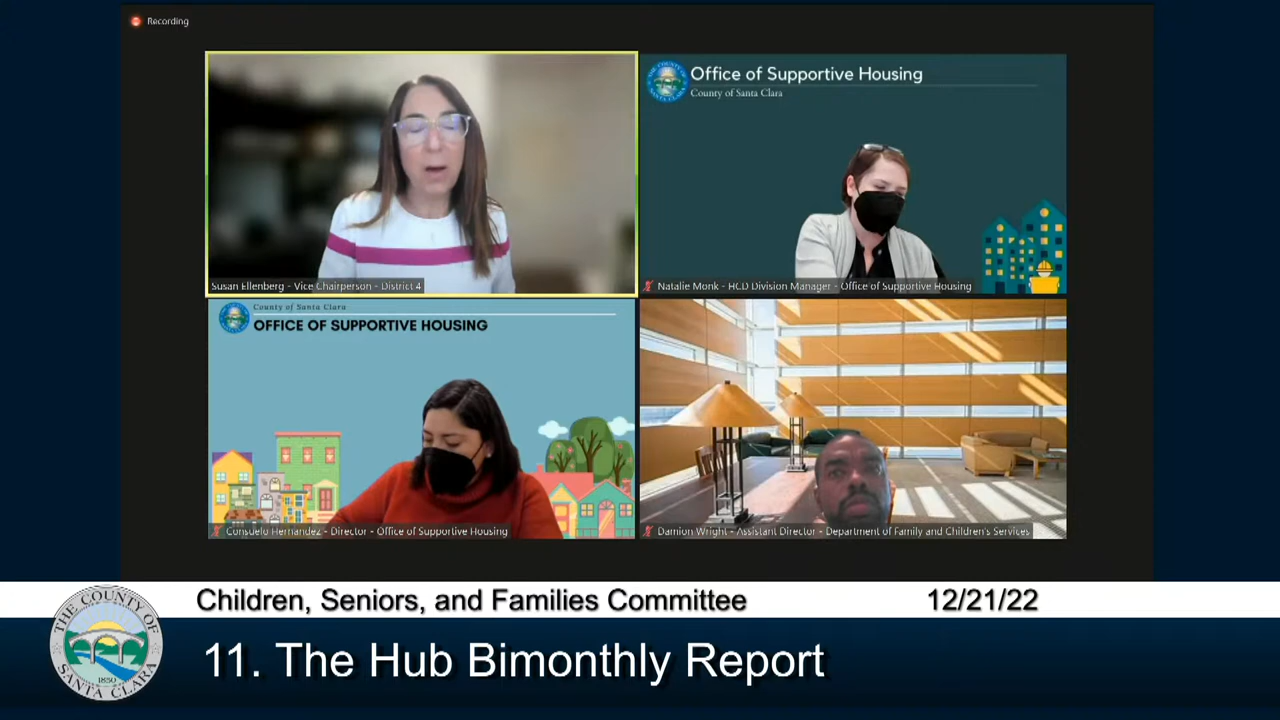 Recording
Office of Supportive Housing
County of Santa Clara
Susan Ellenberg - Vice Chairperson - District 4
Natalie Monk - HCD Division Manager - Office of Supportive Housing
County of Santa Clara
OFFICE OF SUPPORTIVE HOUSING
Consuelo Hernandez - Director - Office of Supportive Housing
Damion Wright - Assistant Director - Department of Family and Children's Services
Children, Seniors, and Families Committee
12/21/22
THE COUNTY OF SANTA CLARA
1850
11. The Hub Bimonthly Report